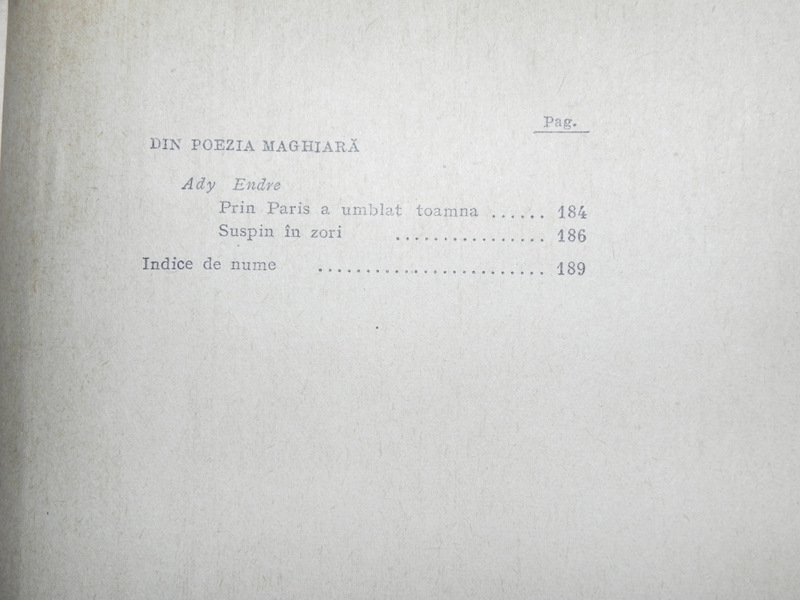 Pag.
DIN POEZIA MAGHIARĂ
Ady Endre
Prin Paris a umblat toamna ...... 184
Suspin în zori ................ 186
Indice de nume ........................ 189